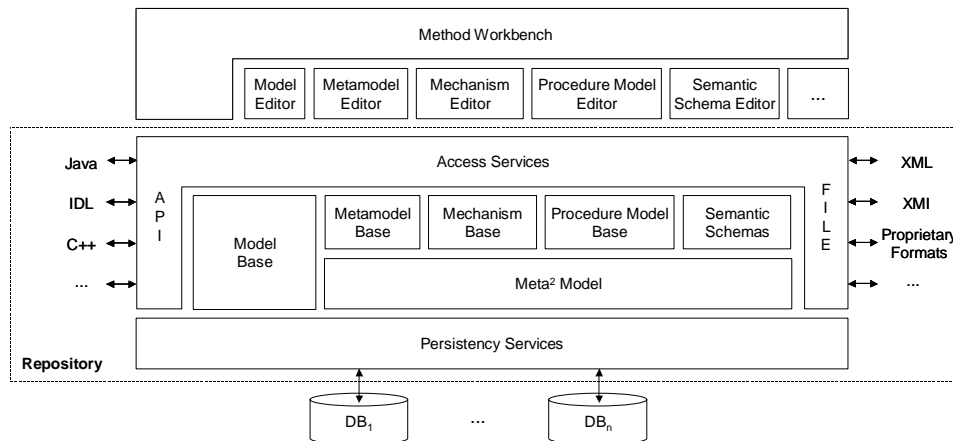 Method Workbench
Model
Editor
Metamodel
Editor
Mechanism
Editor
Procedure Model
Editor
Semantic
Schema Editor
...
Java
IDL
C++
...
Access Services
API
FILE
XML
XMI
Proprietary
Formats
...
Model
Base
Metamodel
Base
Mechanism
Base
Procedure Model
Base
Semantic
Schemas
Meta² Model
Persistency Services
Repository
DB₁
...
DBₙ